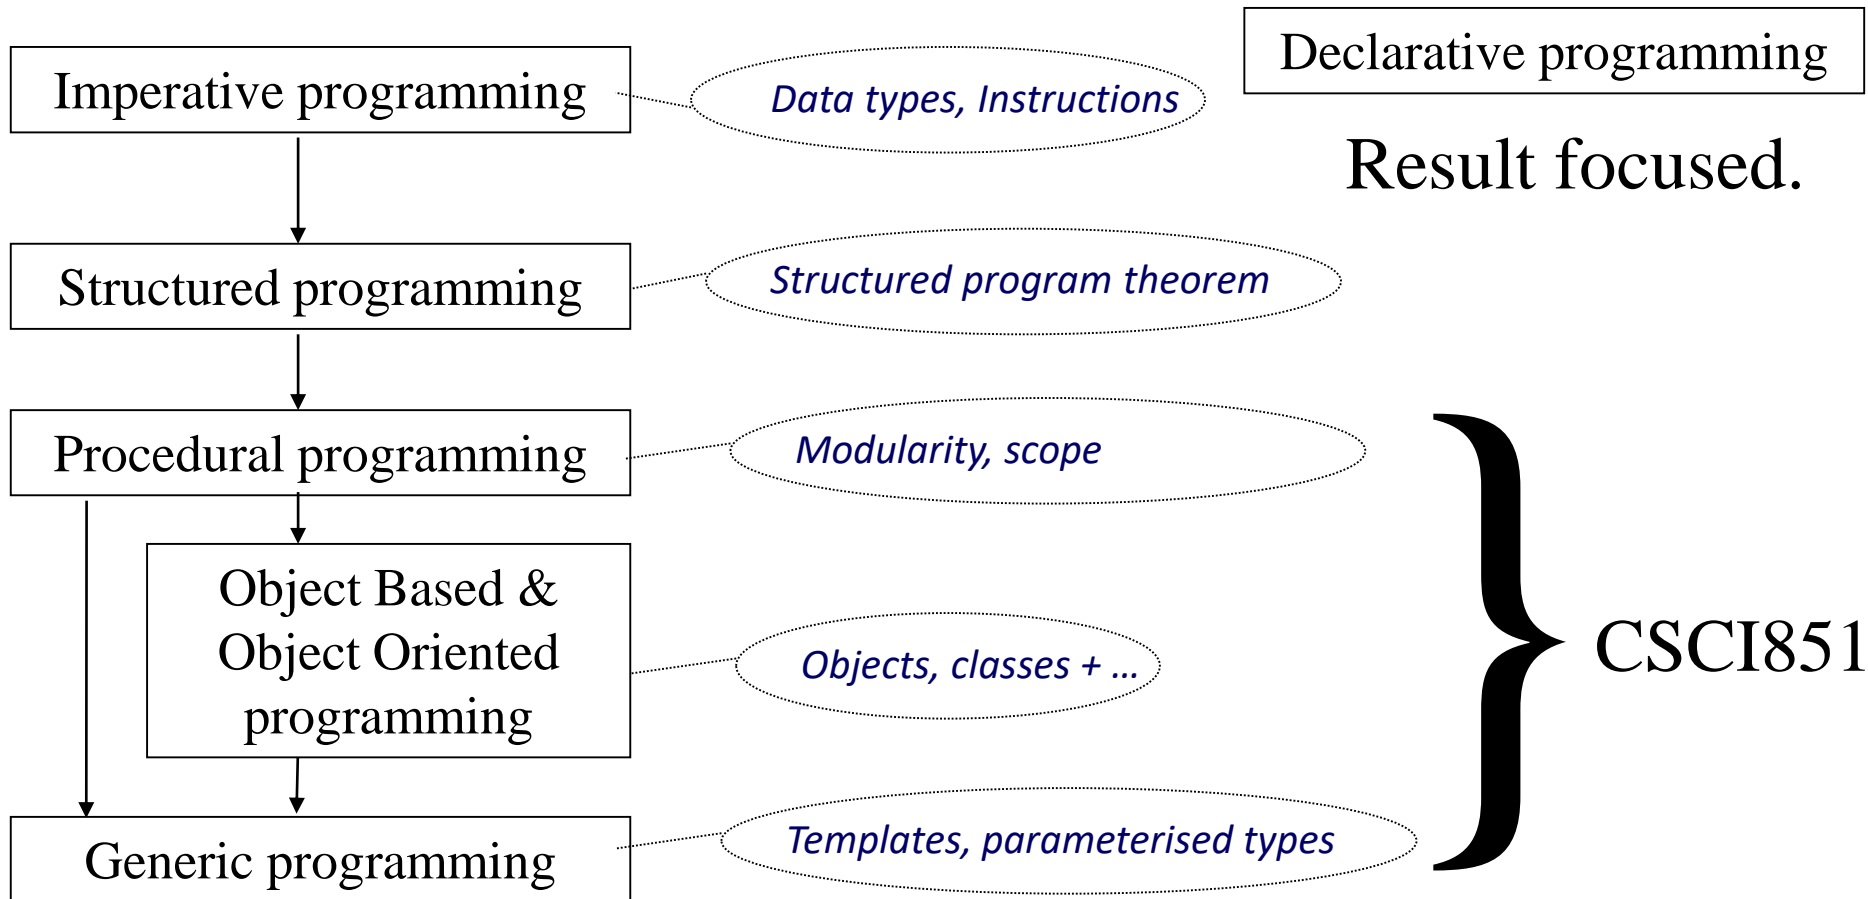 Imperative programming
Data types, Instructions
Declarative programming
Result focused.
Structured programming
Structured program theorem
Procedural programming
Modularity, scope
Object Based &
Object Oriented
programming
Objects, classes + …
CSCI851
Generic programming
Templates, parameterised types